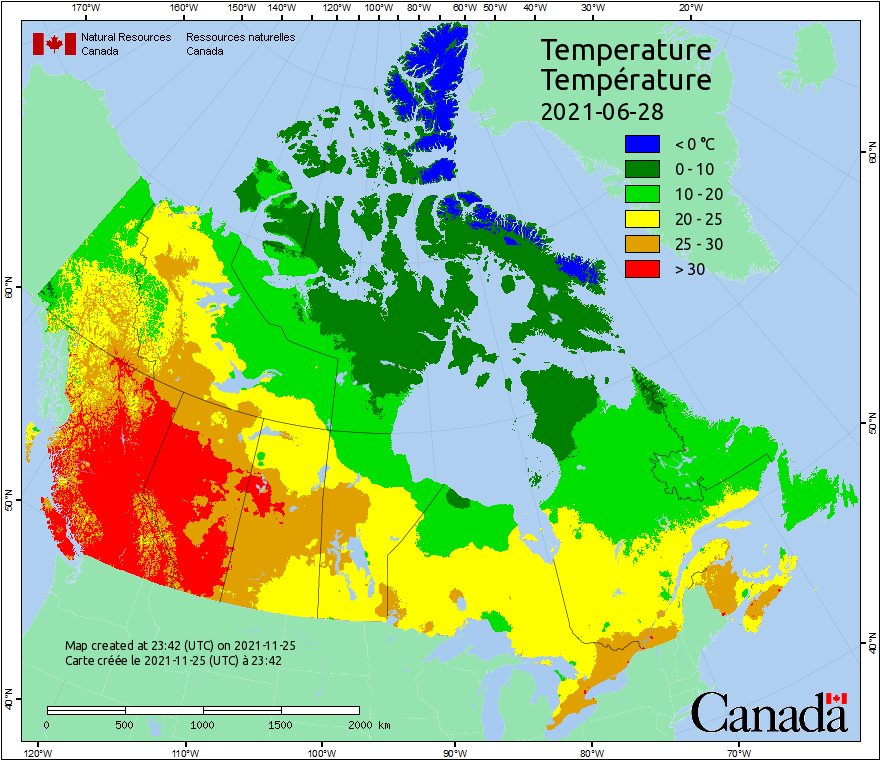 170°W 160°W 150°W 140°W 130°W 120°W 110°W 100°W 80°W 60°W 50°W 40°W 30°W 20°W
Natural Resources Ressources naturelles
Canada Canada
Temperature
Température
2021-06-28
< 0 °C
0 - 10
10 - 20
20 - 25
25 - 30
> 30
60°N 60°N
50°N 50°N
40°N 40°N
Map created at 23:42 (UTC) on 2021-11-25
Carte créée le 2021-11-25 (UTC) à 23:42
0 500 1000 1500 2000 km
Canada
120°W 110°W 100°W 90°W 80°W 70°W